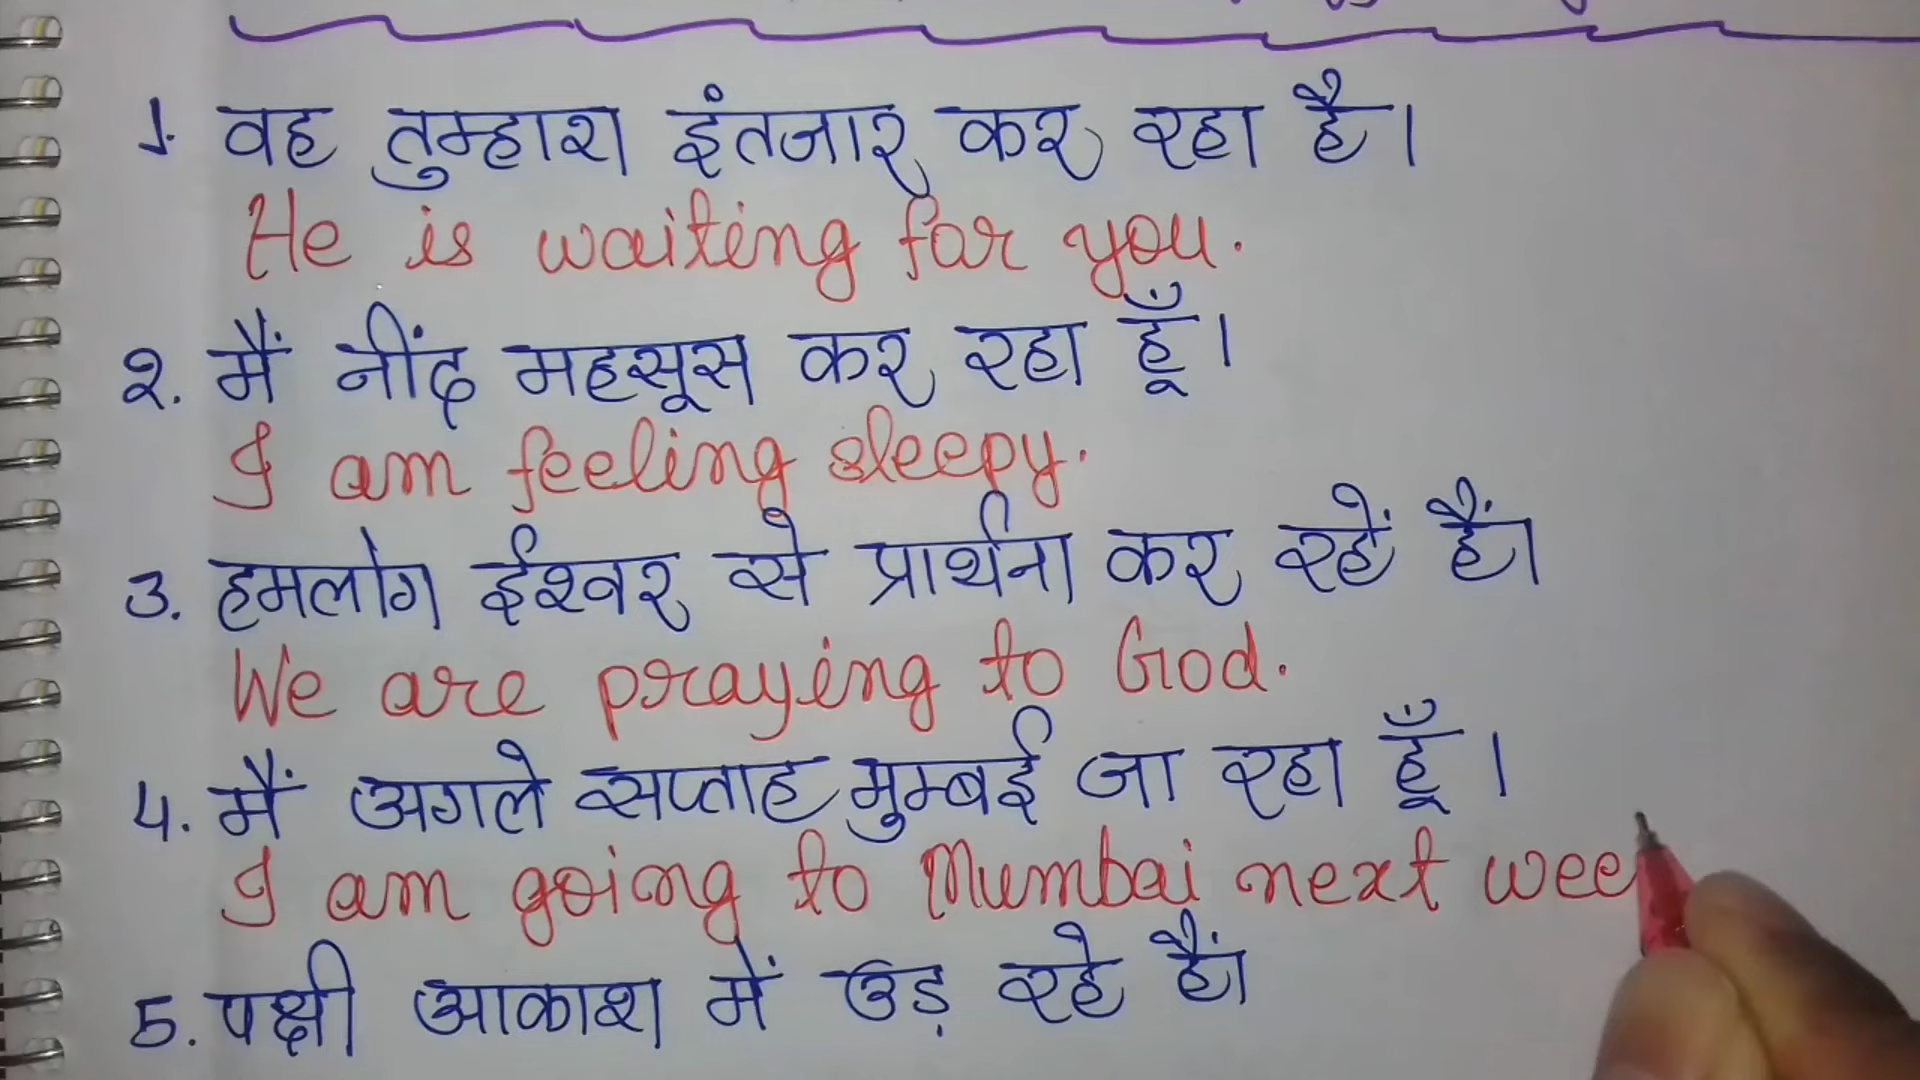 1. वह तुम्हारा इंतजार कर रहा है।
He is waiting for you.
2. मैं नींद महसूस कर रहा हूँ।
I am feeling sleepy.
3. हमलोग ईश्वर से प्रार्थना कर रहें हैं।
We are praying to God.
4. मैं अगले सप्ताह मुम्बई जा रहा हूँ।
I am going to Mumbai next wee
5. पक्षी आकाश में उड़ रहे हैं।